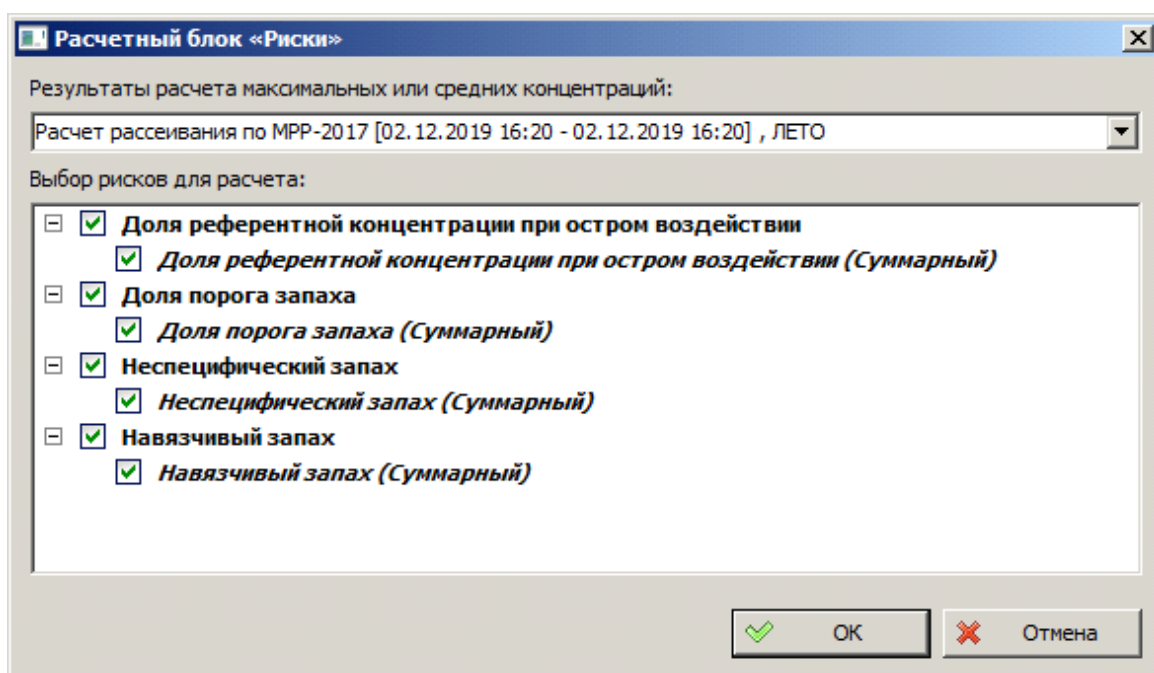 Расчетный блок «Риски»
Результаты расчета максимальных или средних концентраций:
Расчет рассеивания по МРР-2017 [02.12.2019 16:20 - 02.12.2019 16:20] , ЛЕТО
Выбор рисков для расчета:
Доля референтной концентрации при остром воздействии
Доля референтной концентрации при остром воздействии (Суммарный)
Доля порога запаха
Доля порога запаха (Суммарный)
Неспецифический запах
Неспецифический запах (Суммарный)
Навязчивый запах
Навязчивый запах (Суммарный)
ОК Отмена